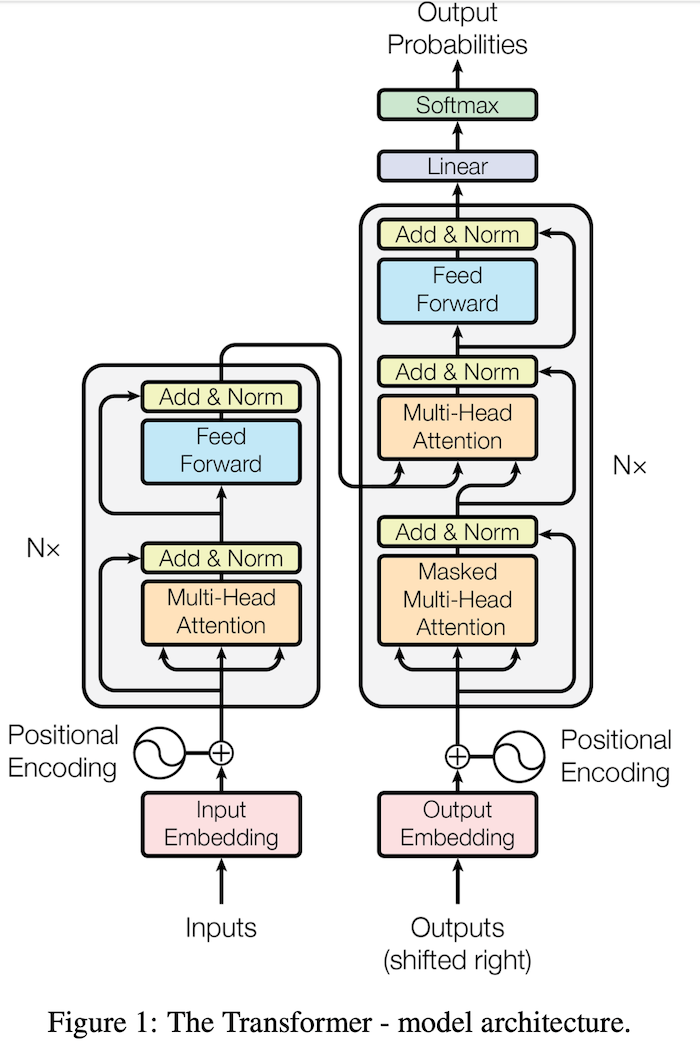 Output
Probabilities
Softmax
Linear
Add & Norm
Feed
Forward
Add & Norm
Multi-Head
Attention
Nx
Add & Norm
Masked
Multi-Head
Attention
Add & Norm
Feed
Forward
Nx
Add & Norm
Multi-Head
Attention
Positional
Encoding
Positional
Encoding
Input
Embedding
Output
Embedding
Inputs
Outputs
(shifted right)
Figure 1: The Transformer - model architecture.